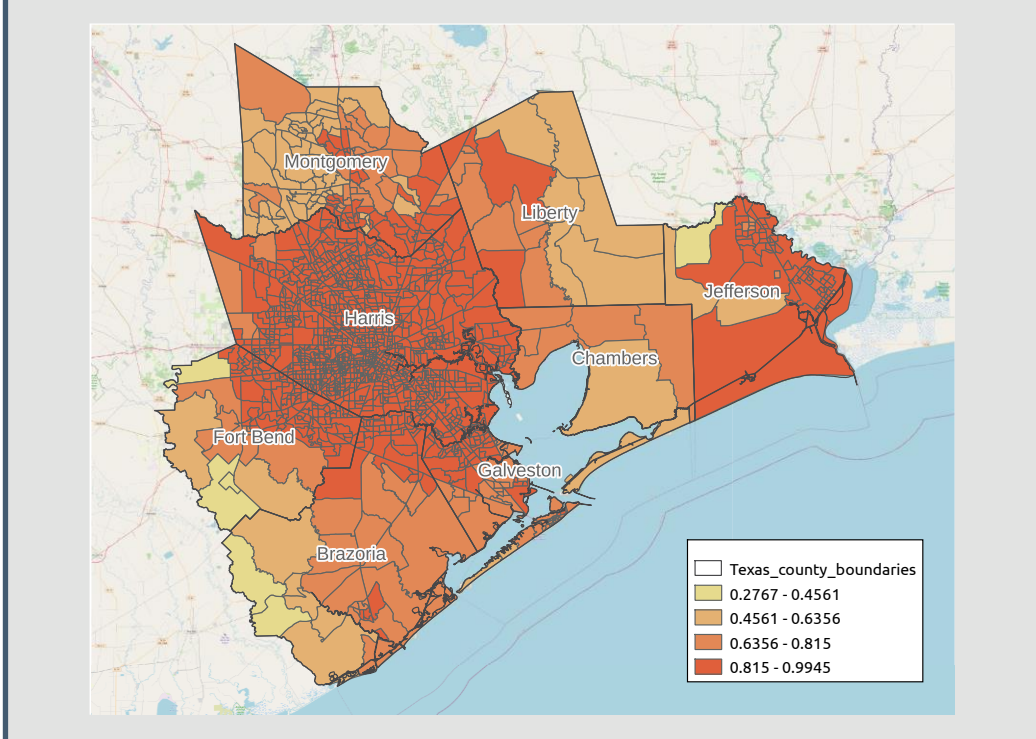 Montgomery
Liberty
Jefferson
Harris
Chambers
Fort Bend
Galveston
Brazoria
Texas_county_boundaries
0.2767 - 0.4561
0.4561 - 0.6356
0.6356 - 0.815
0.815 - 0.9945